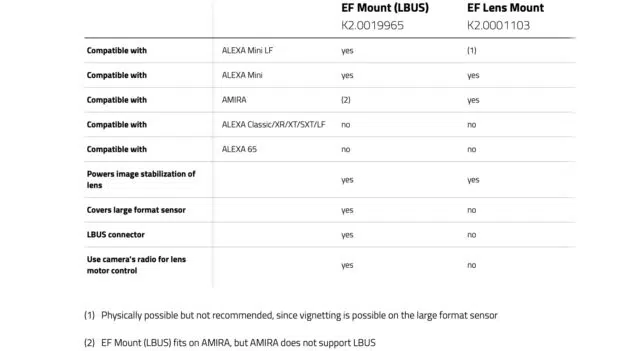 EF Mount (LBUS) EF Lens Mount
K2.0019965 K2.0001103
Compatible with ALEXA Mini LF yes (1)
Compatible with ALEXA Mini yes yes
Compatible with AMIRA (2) yes
Compatible with ALEXA Classic/XR/XT/SXT/LF no no
Compatible with ALEXA 65 no no
Powers image stabilization of
lens yes yes
Covers large format sensor yes no
LBUS connector yes no
Use camera's radio for lens
motor control yes no
(1) Physically possible but not recommended, since vignetting is possible on the large format sensor
(2) EF Mount (LBUS) fits on AMIRA, but AMIRA does not support LBUS